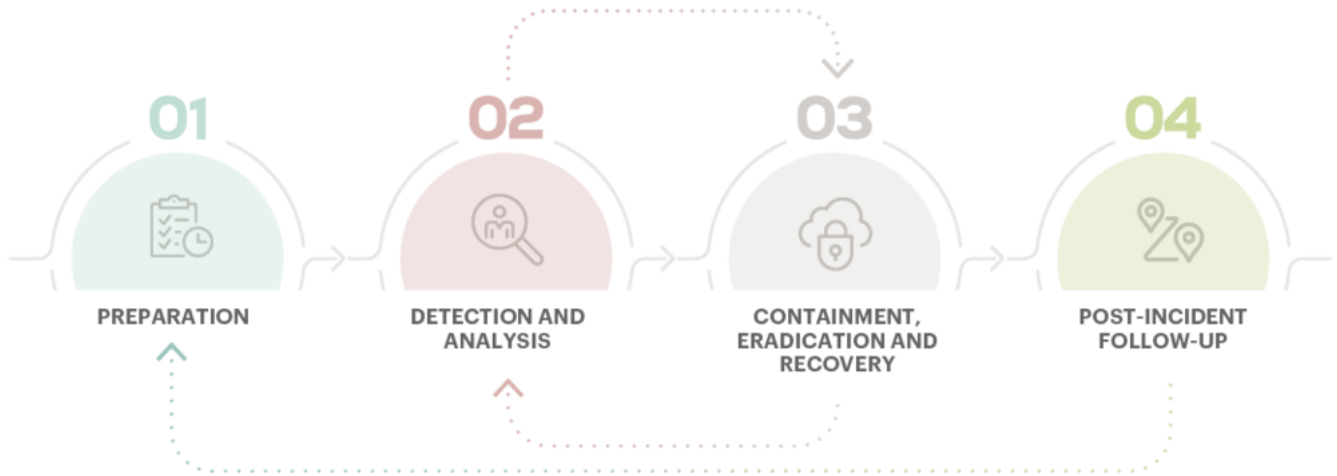 01
02
03
04
PREPARATION
DETECTION AND
ANALYSIS
CONTAINMENT,
ERADICATION AND
RECOVERY
POST-INCIDENT
FOLLOW-UP